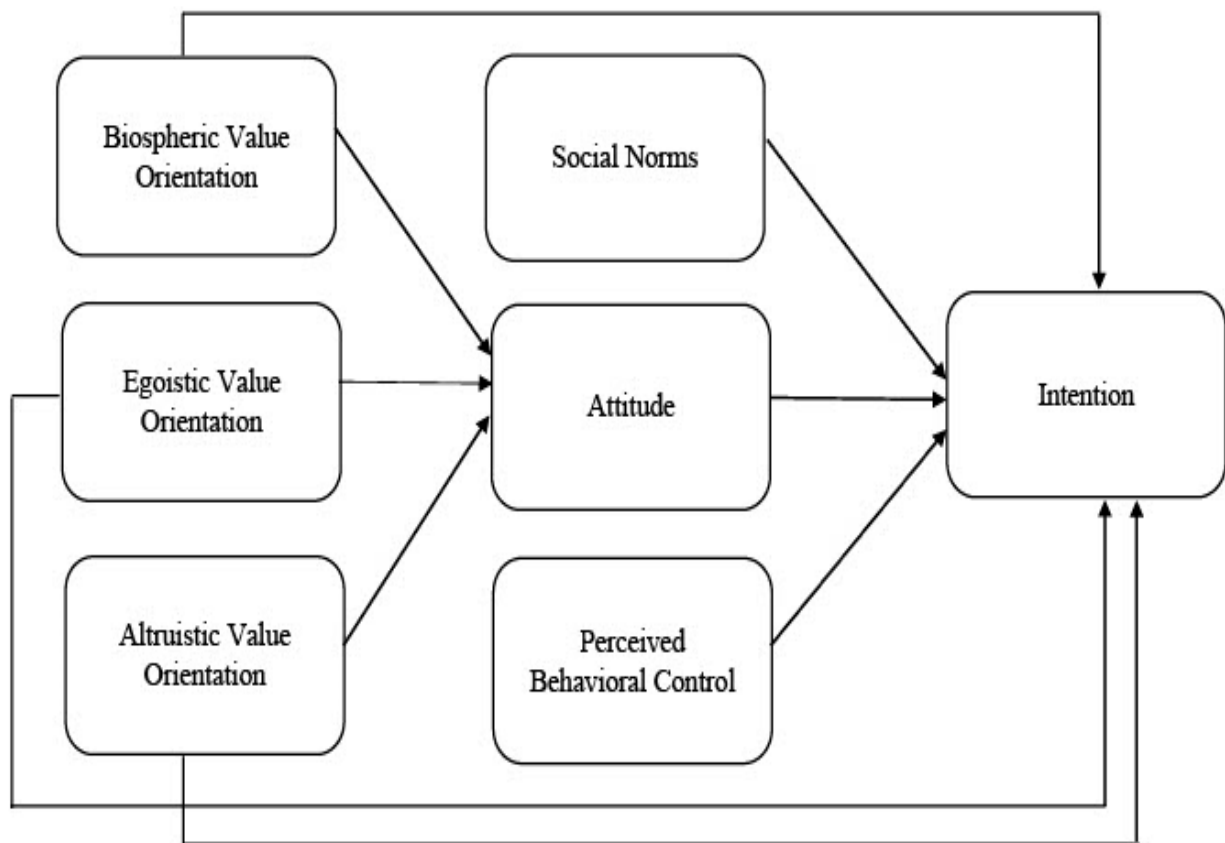 Biospheric Value
Orientation
Social Norms
Egoistic Value
Orientation
Attitude
Intention
Altruistic Value
Orientation
Perceived
Behavioral Control